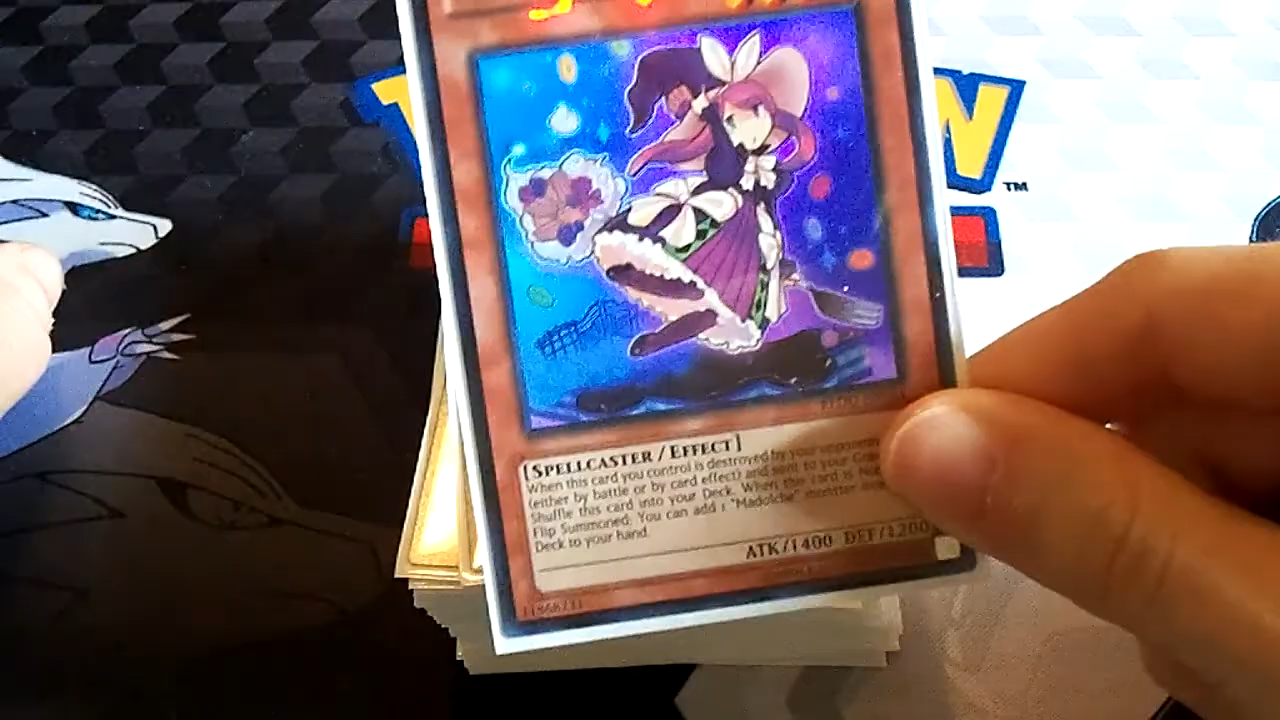 W
TM
[SPELLCASTER / EFFECT]
When this card you control is destroyed by your opponent
(either by battle or by card effect) and sent to your
Shuffle this card into your Deck. When this card is
Flip Summoned: You can add 1 "Madolche" monster
Deck to your hand.
ATK/1400 DEF/1200